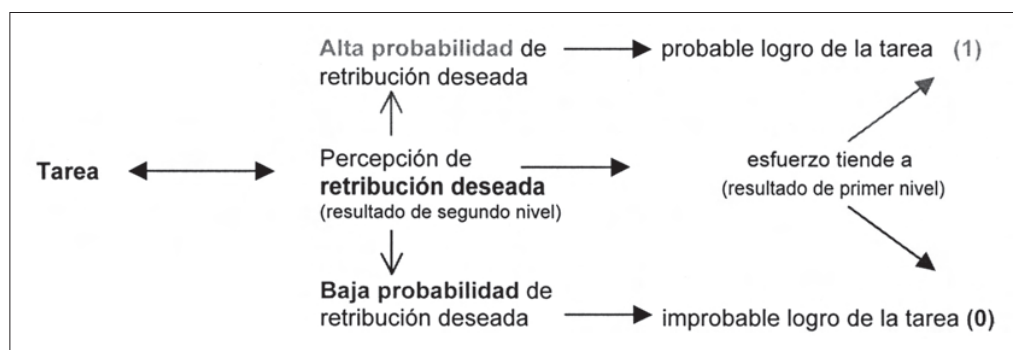 Alta probabilidad de
retribución deseada
probable logro de la tarea (1)
Tarea
Percepción de
retribución deseada
(resultado de segundo nivel)
esfuerzo tiende a
(resultado de primer nivel)
Baja probabilidad de
retribución deseada
improbable logro de la tarea (0)